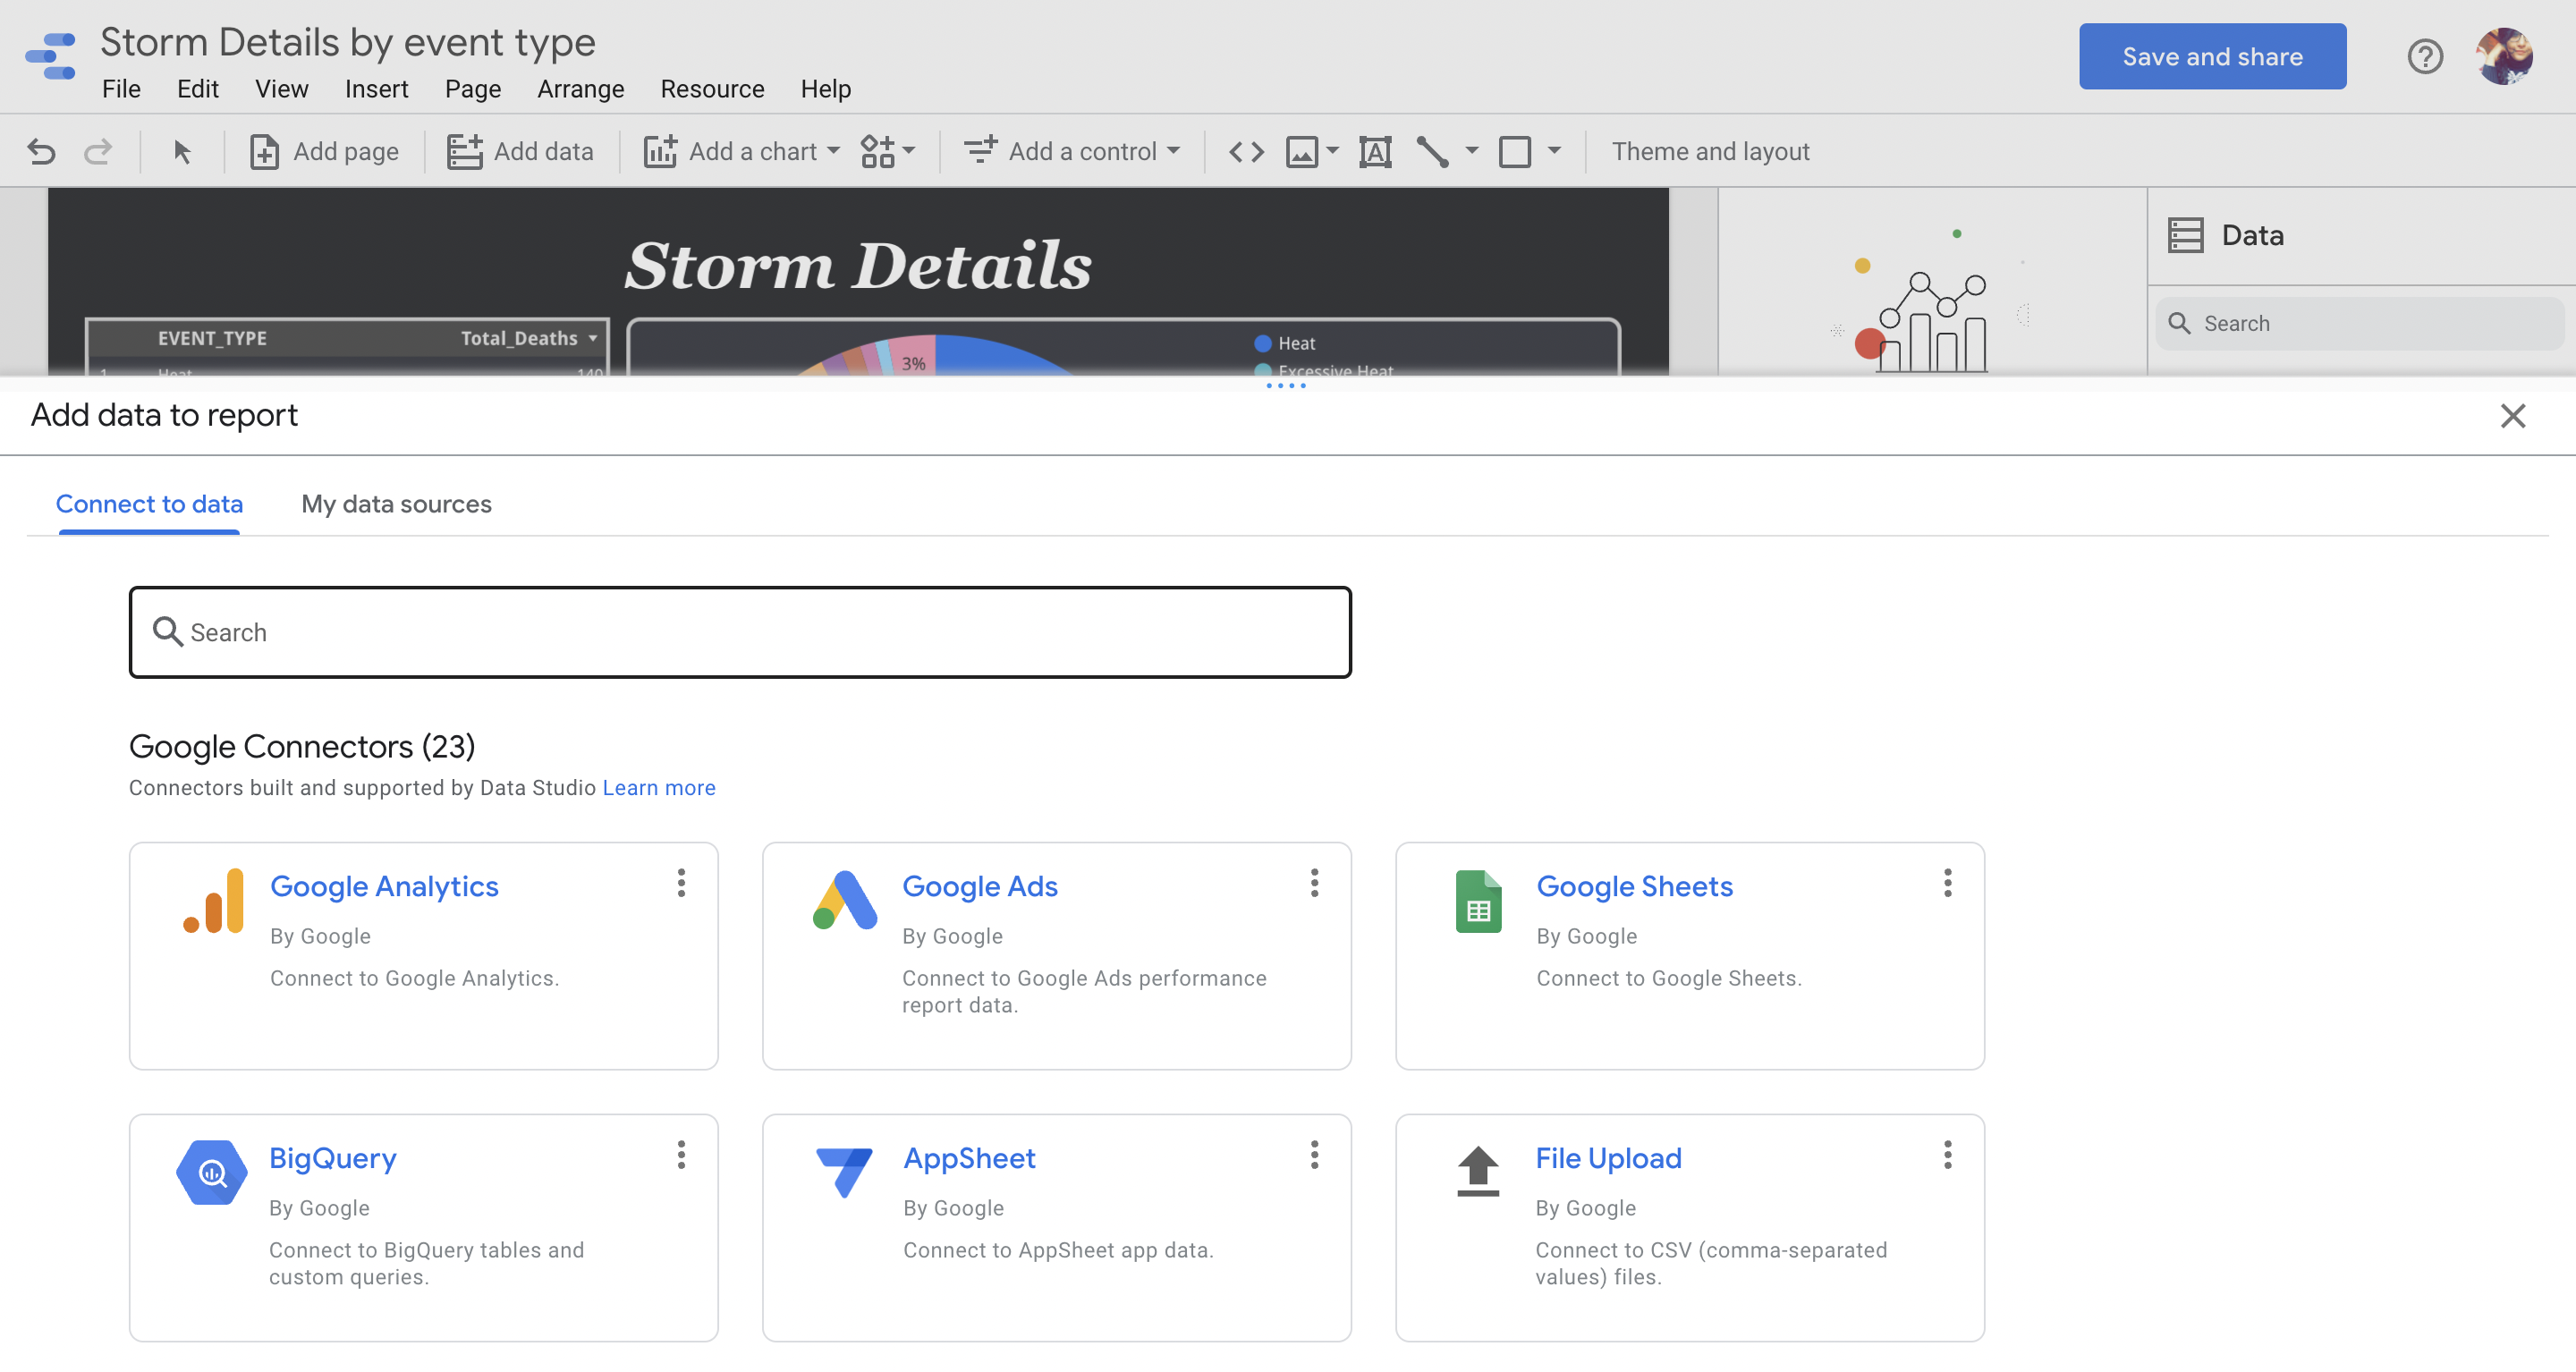 Storm Details by event type
Save and share
File Edit View Insert Page Arrange Resource Help
Add page Add data Add a chart Add a control Theme and layout
Storm Details
Data
Search
EVENT_TYPE Total_Deaths
3%
Heat
Excessive Heat
1 Heat 140
Add data to report
Connect to data My data sources
Search
Google Connectors (23)
Connectors built and supported by Data Studio Learn more
Google Analytics
By Google
Connect to Google Analytics.
Google Ads
By Google
Connect to Google Ads performance
report data.
Google Sheets
By Google
Connect to Google Sheets.
BigQuery
By Google
Connect to BigQuery tables and
custom queries.
AppSheet
By Google
Connect to AppSheet app data.
File Upload
By Google
Connect to CSV (comma-separated
values) files.